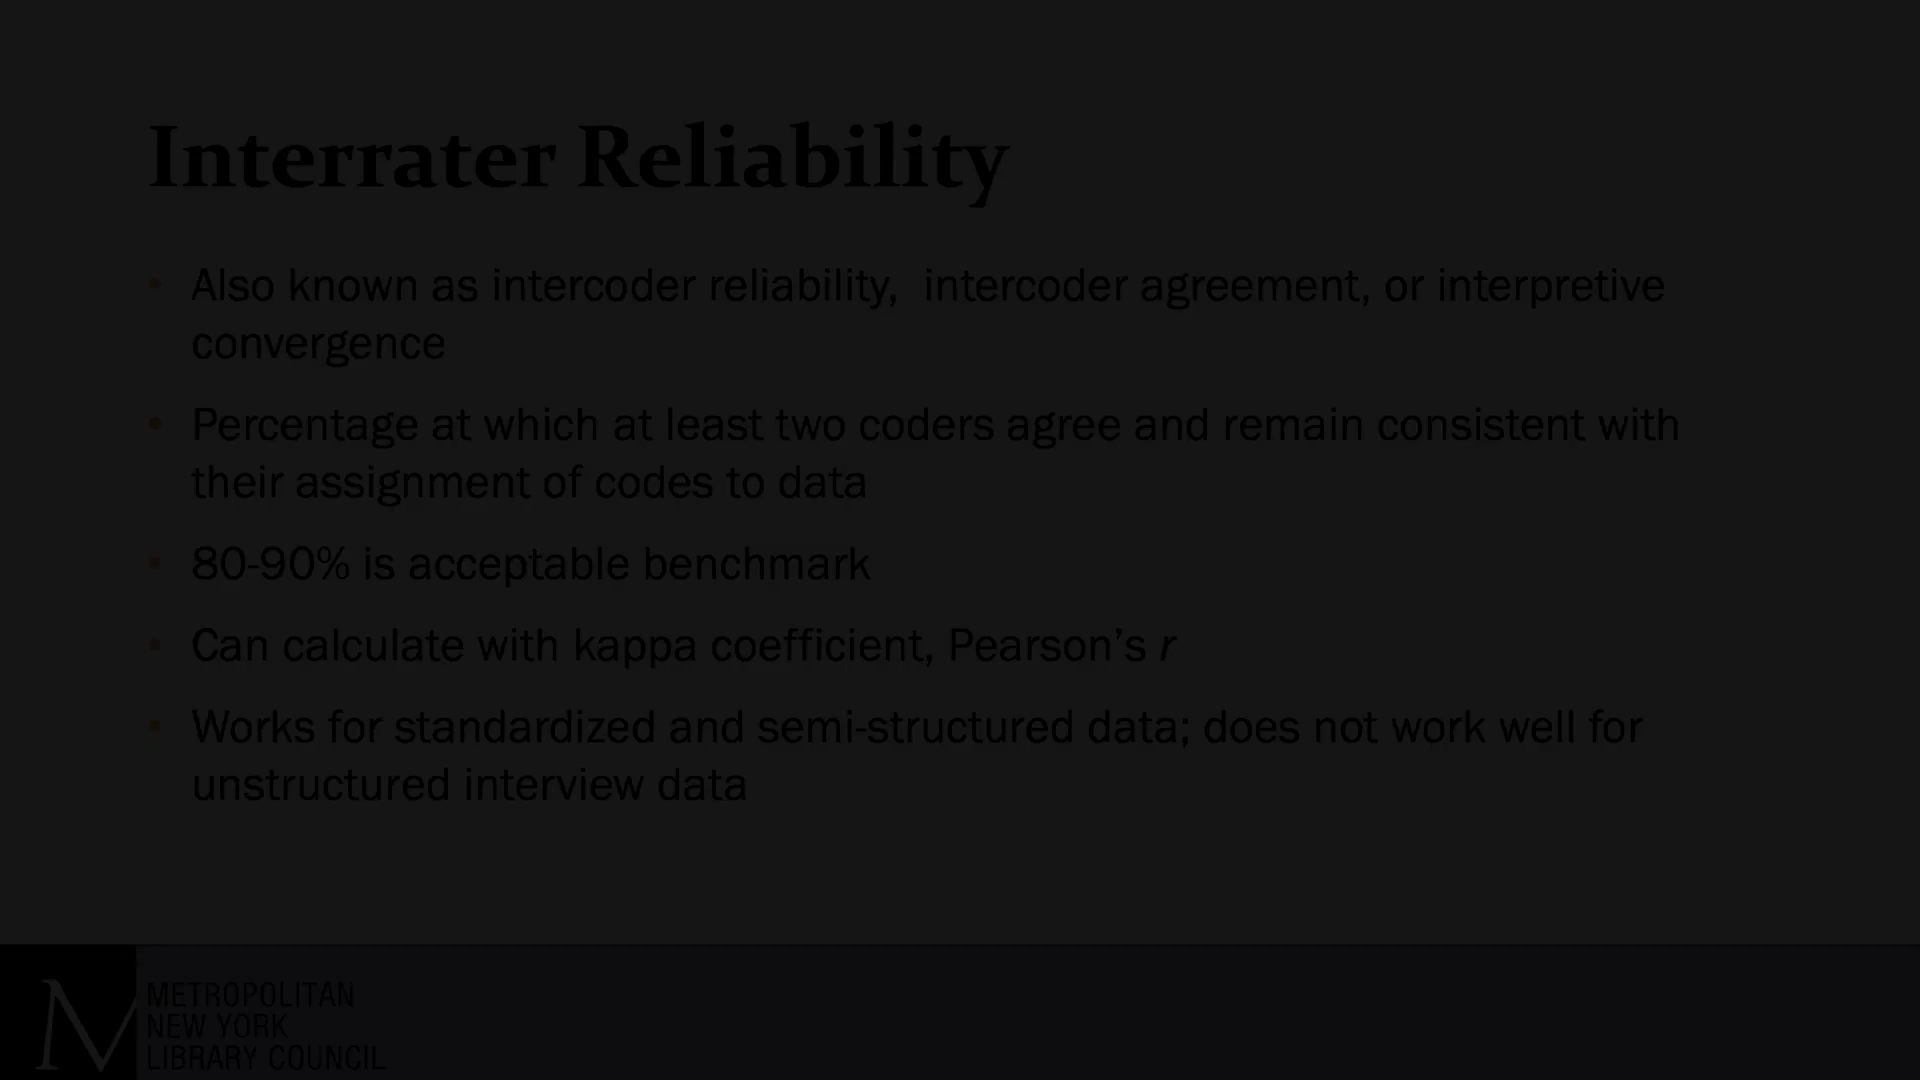 Interrater Reliability
• Also known as intercoder reliability,  intercoder agreement, or interpretive
convergence
• Percentage at which at least two coders agree and remain consistent with
their assignment of codes to data
• 80-90% is acceptable benchmark
• Can calculate with kappa coefficient, Pearson’s r
• Works for standardized and semi-structured data; does not work well for
unstructured interview data
M
METROPOLITAN
NEW YORK
LIBRARY COUNCIL